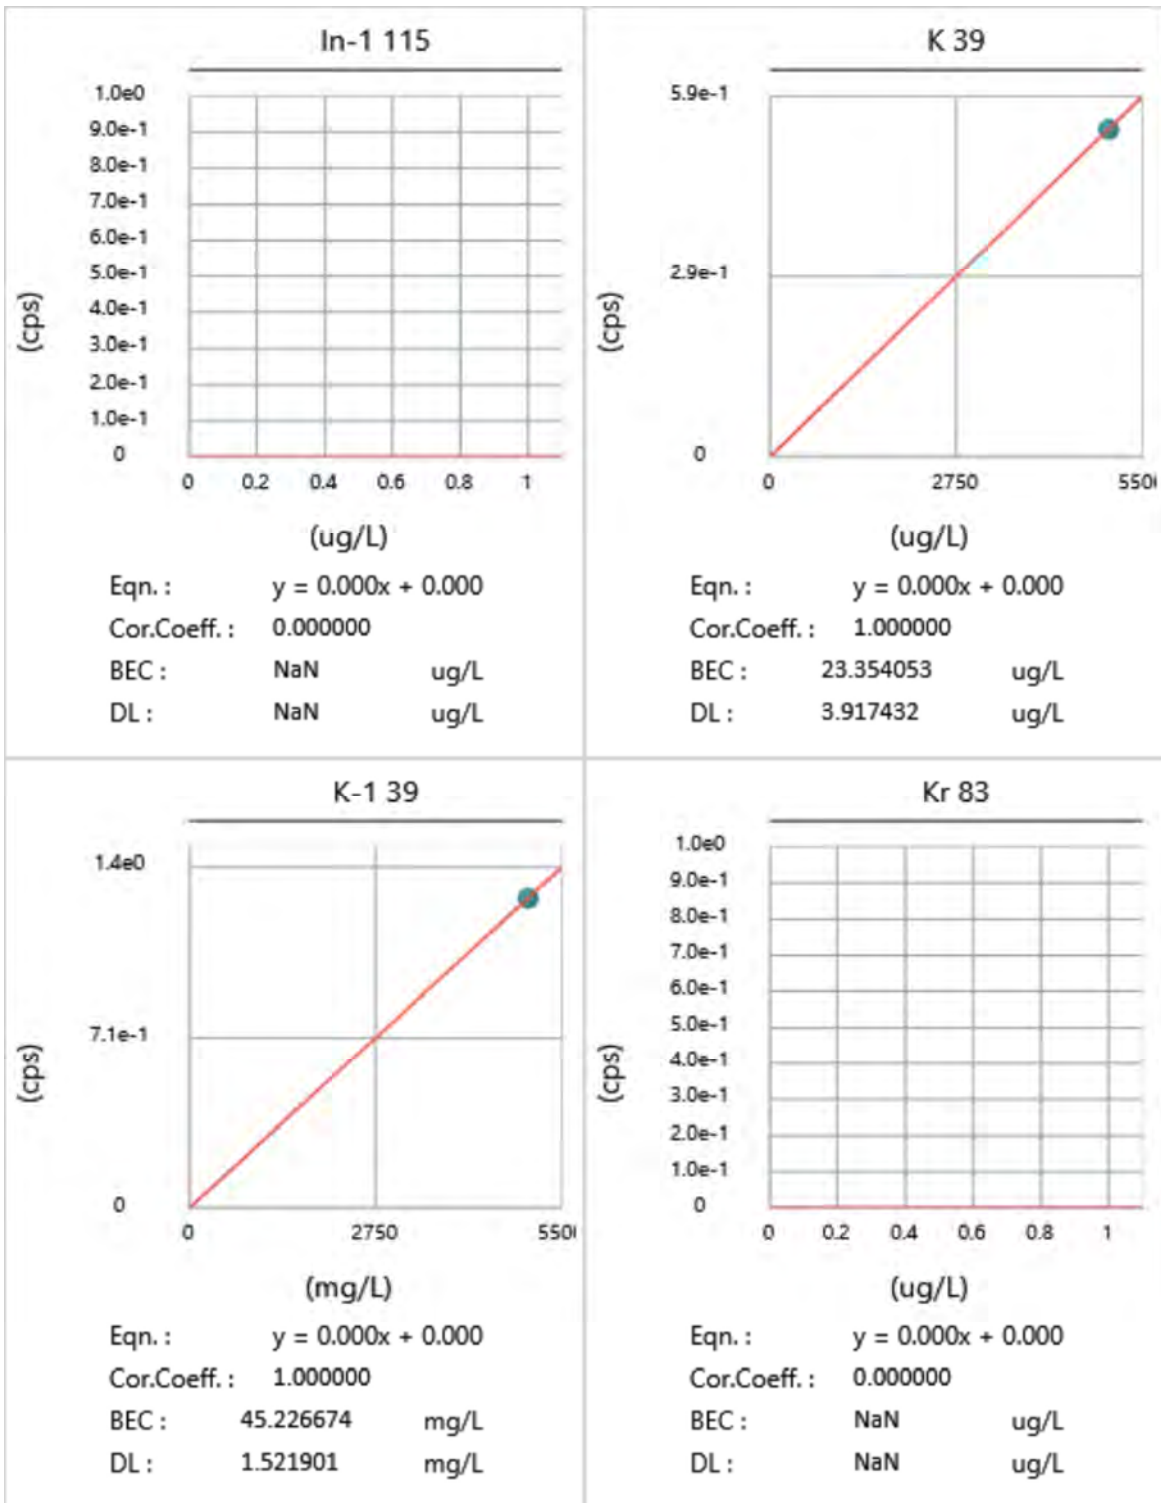 In-1 115
1.0e0
9.0e-1
8.0e-1
7.0e-1
6.0e-1
5.0e-1
4.0e-1
3.0e-1
2.0e-1
1.0e-1
0
(cps)
0 0.2 0.4 0.6 0.8 1
(ug/L)
Eqn. : y = 0.000x + 0.000
Cor.Coeff. : 0.000000
BEC : NaN ug/L
DL : NaN ug/L
K 39
5.9e-1
2.9e-1
0
(cps)
0 2750 550
(ug/L)
Eqn. : y = 0.000x + 0.000
Cor.Coeff. : 1.000000
BEC : 23.354053 ug/L
DL : 3.917432 ug/L
K-1 39
1.4e0
7.1e-1
0
(cps)
0 2750 550
(mg/L)
Eqn. : y = 0.000x + 0.000
Cor.Coeff. : 1.000000
BEC : 45.226674 mg/L
DL : 1.521901 mg/L
Kr 83
1.0e0
9.0e-1
8.0e-1
7.0e-1
6.0e-1
5.0e-1
4.0e-1
3.0e-1
2.0e-1
1.0e-1
0
(cps)
0 0.2 0.4 0.6 0.8 1
(ug/L)
Eqn. : y = 0.000x + 0.000
Cor.Coeff. : 0.000000
BEC : NaN ug/L
DL : NaN ug/L